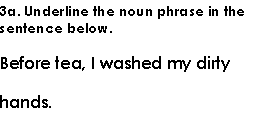 3a. Underline the noun phrase in the
sentence below.
Before tea, I washed my dirty
hands.